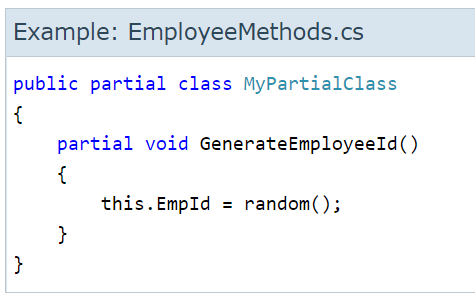 Example: EmployeeMethods.cs
public partial class MyPartialClass
{
    partial void GenerateEmployeeId()
    {
        this.EmpId = random();
    }
}